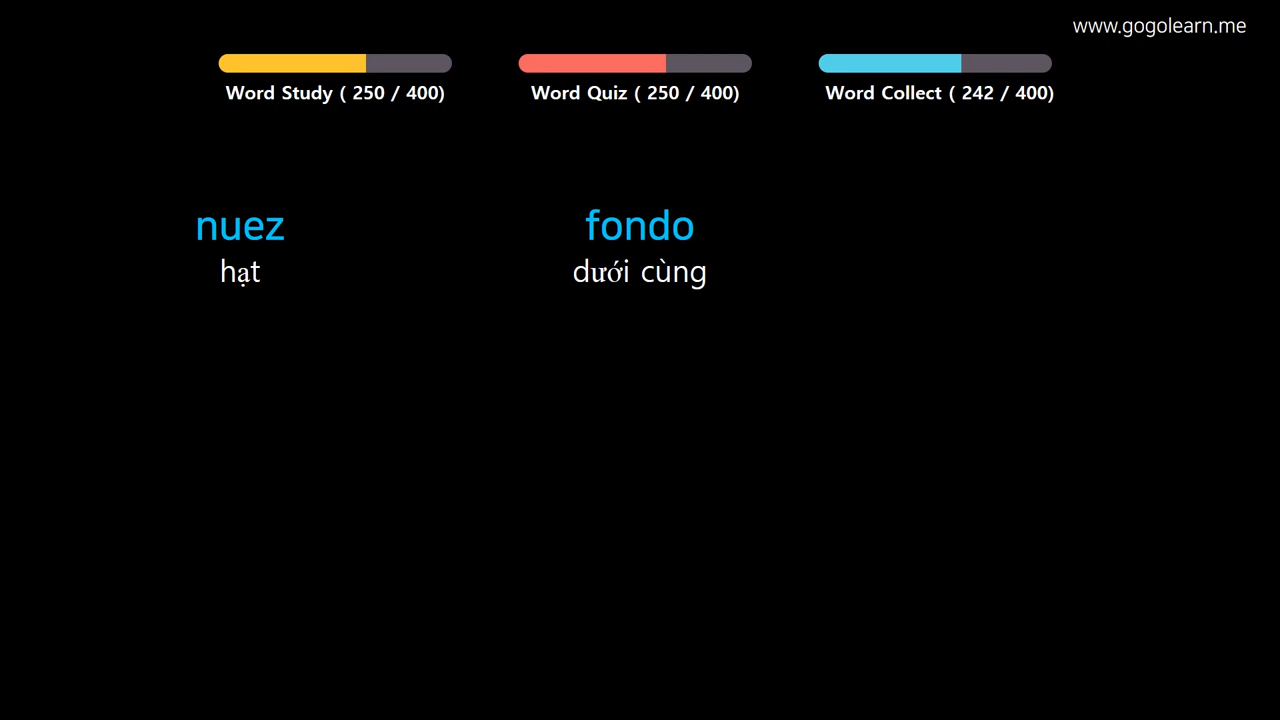 www.gogolearn.me
Word Study ( 250 / 400)
Word Quiz ( 250 / 400)
Word Collect ( 242 / 400)
nuez
hạt
fondo
dưới cùng